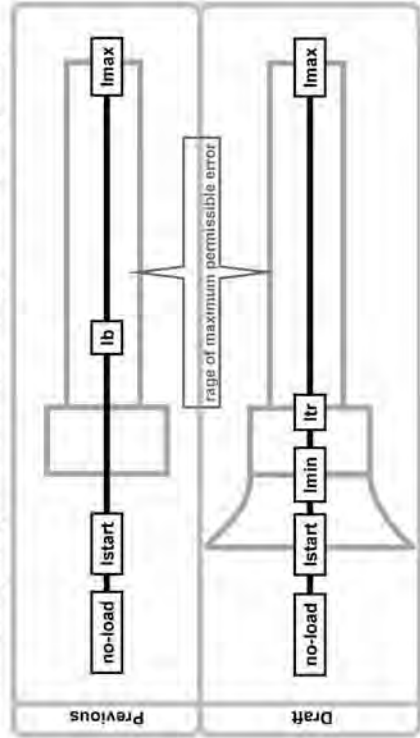 Previous
no-load
Istart
Ib
Imax
rage of maximum permissible error
Draft
no-load
Istart
Imin
Itr
Imax